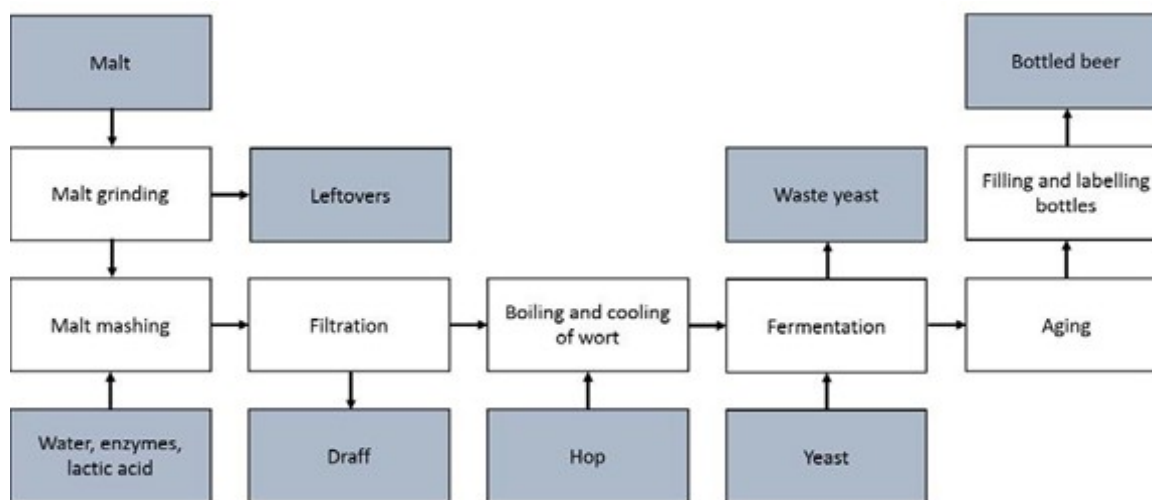 Malt
Bottled beer
Malt grinding
Leftovers
Waste yeast
Filling and labelling
bottles
Malt mashing
Filtration
Boiling and cooling
of wort
Fermentation
Aging
Water, enzymes,
lactic acid
Draff
Hop
Yeast